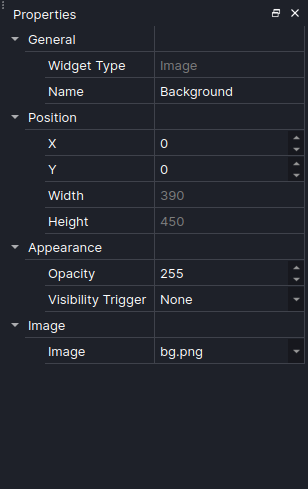 Properties
General
Widget Type Image
Name Background
Position
X 0
Y 0
Width 390
Height 450
Appearance
Opacity 255
Visibility Trigger None
Image
Image bg.png